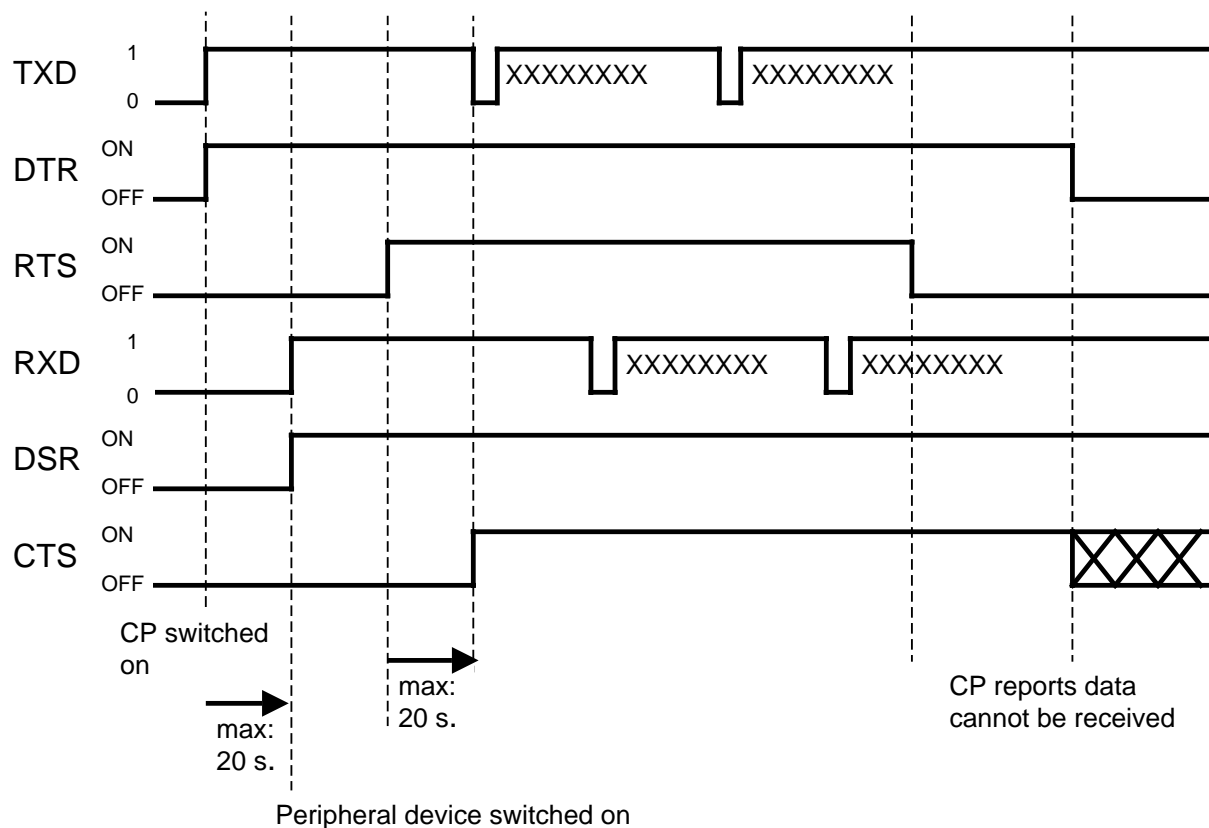 TXD
1
0
XXXXXXXX
XXXXXXXX
DTR
ON
OFF
RTS
ON
OFF
RXD
1
0
XXXXXXXX
XXXXXXXX
DSR
ON
OFF
CTS
ON
OFF
CP switched
on
max:
20 s.
max:
20 s.
CP reports data
cannot be received
Peripheral device switched on